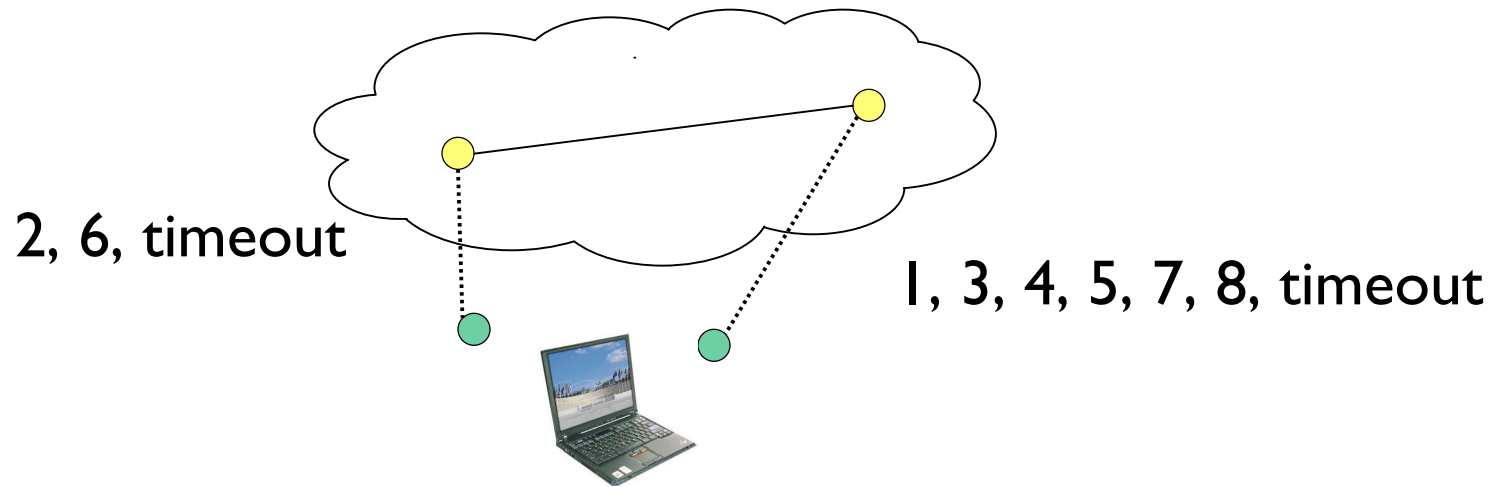 2, 6, timeout
1, 3, 4, 5, 7, 8, timeout